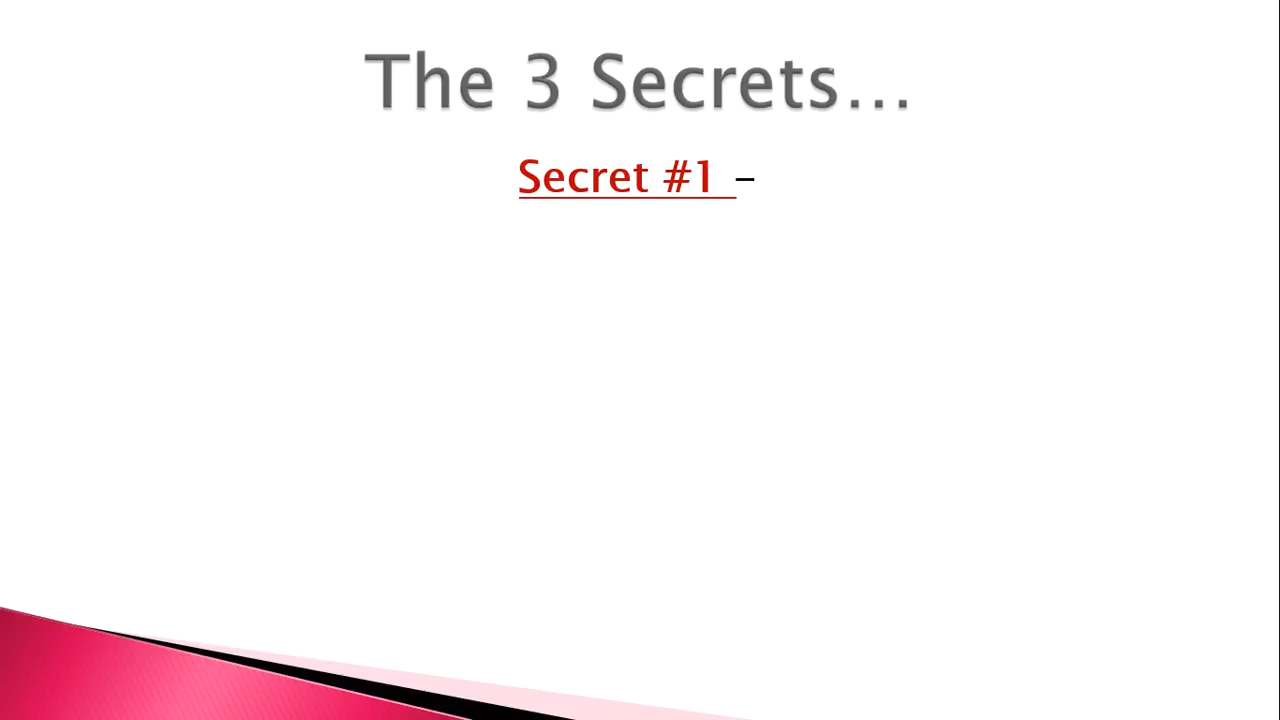 The 3 Secrets…
Secret #1 –